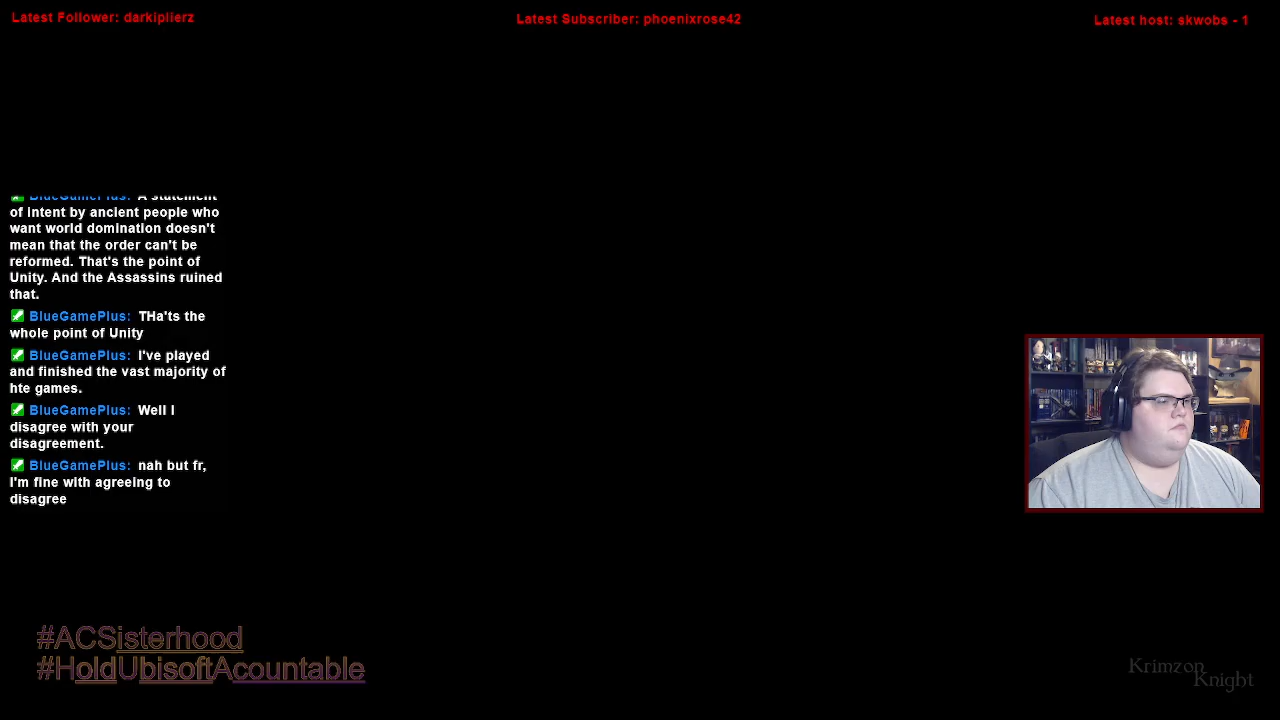 Latest Follower: darkiplierz
Latest Subscriber: phoenixrose42
Latest host: skwobs - 1
BlueGamePlus: A statement
of intent by ancient people who
want world domination doesn't
mean that the order can't be
reformed. That's the point of
Unity. And the Assassins ruined
that.
BlueGamePlus: THa'ts the
whole point of Unity
BlueGamePlus: I've played
and finished the vast majority of
hte games.
BlueGamePlus: Well I
disagree with your
disagreement.
BlueGamePlus: nah but fr,
I'm fine with agreeing to
disagree
#ACSisterhood
#HoldUbisoftAcountable
Krimzon
Knight